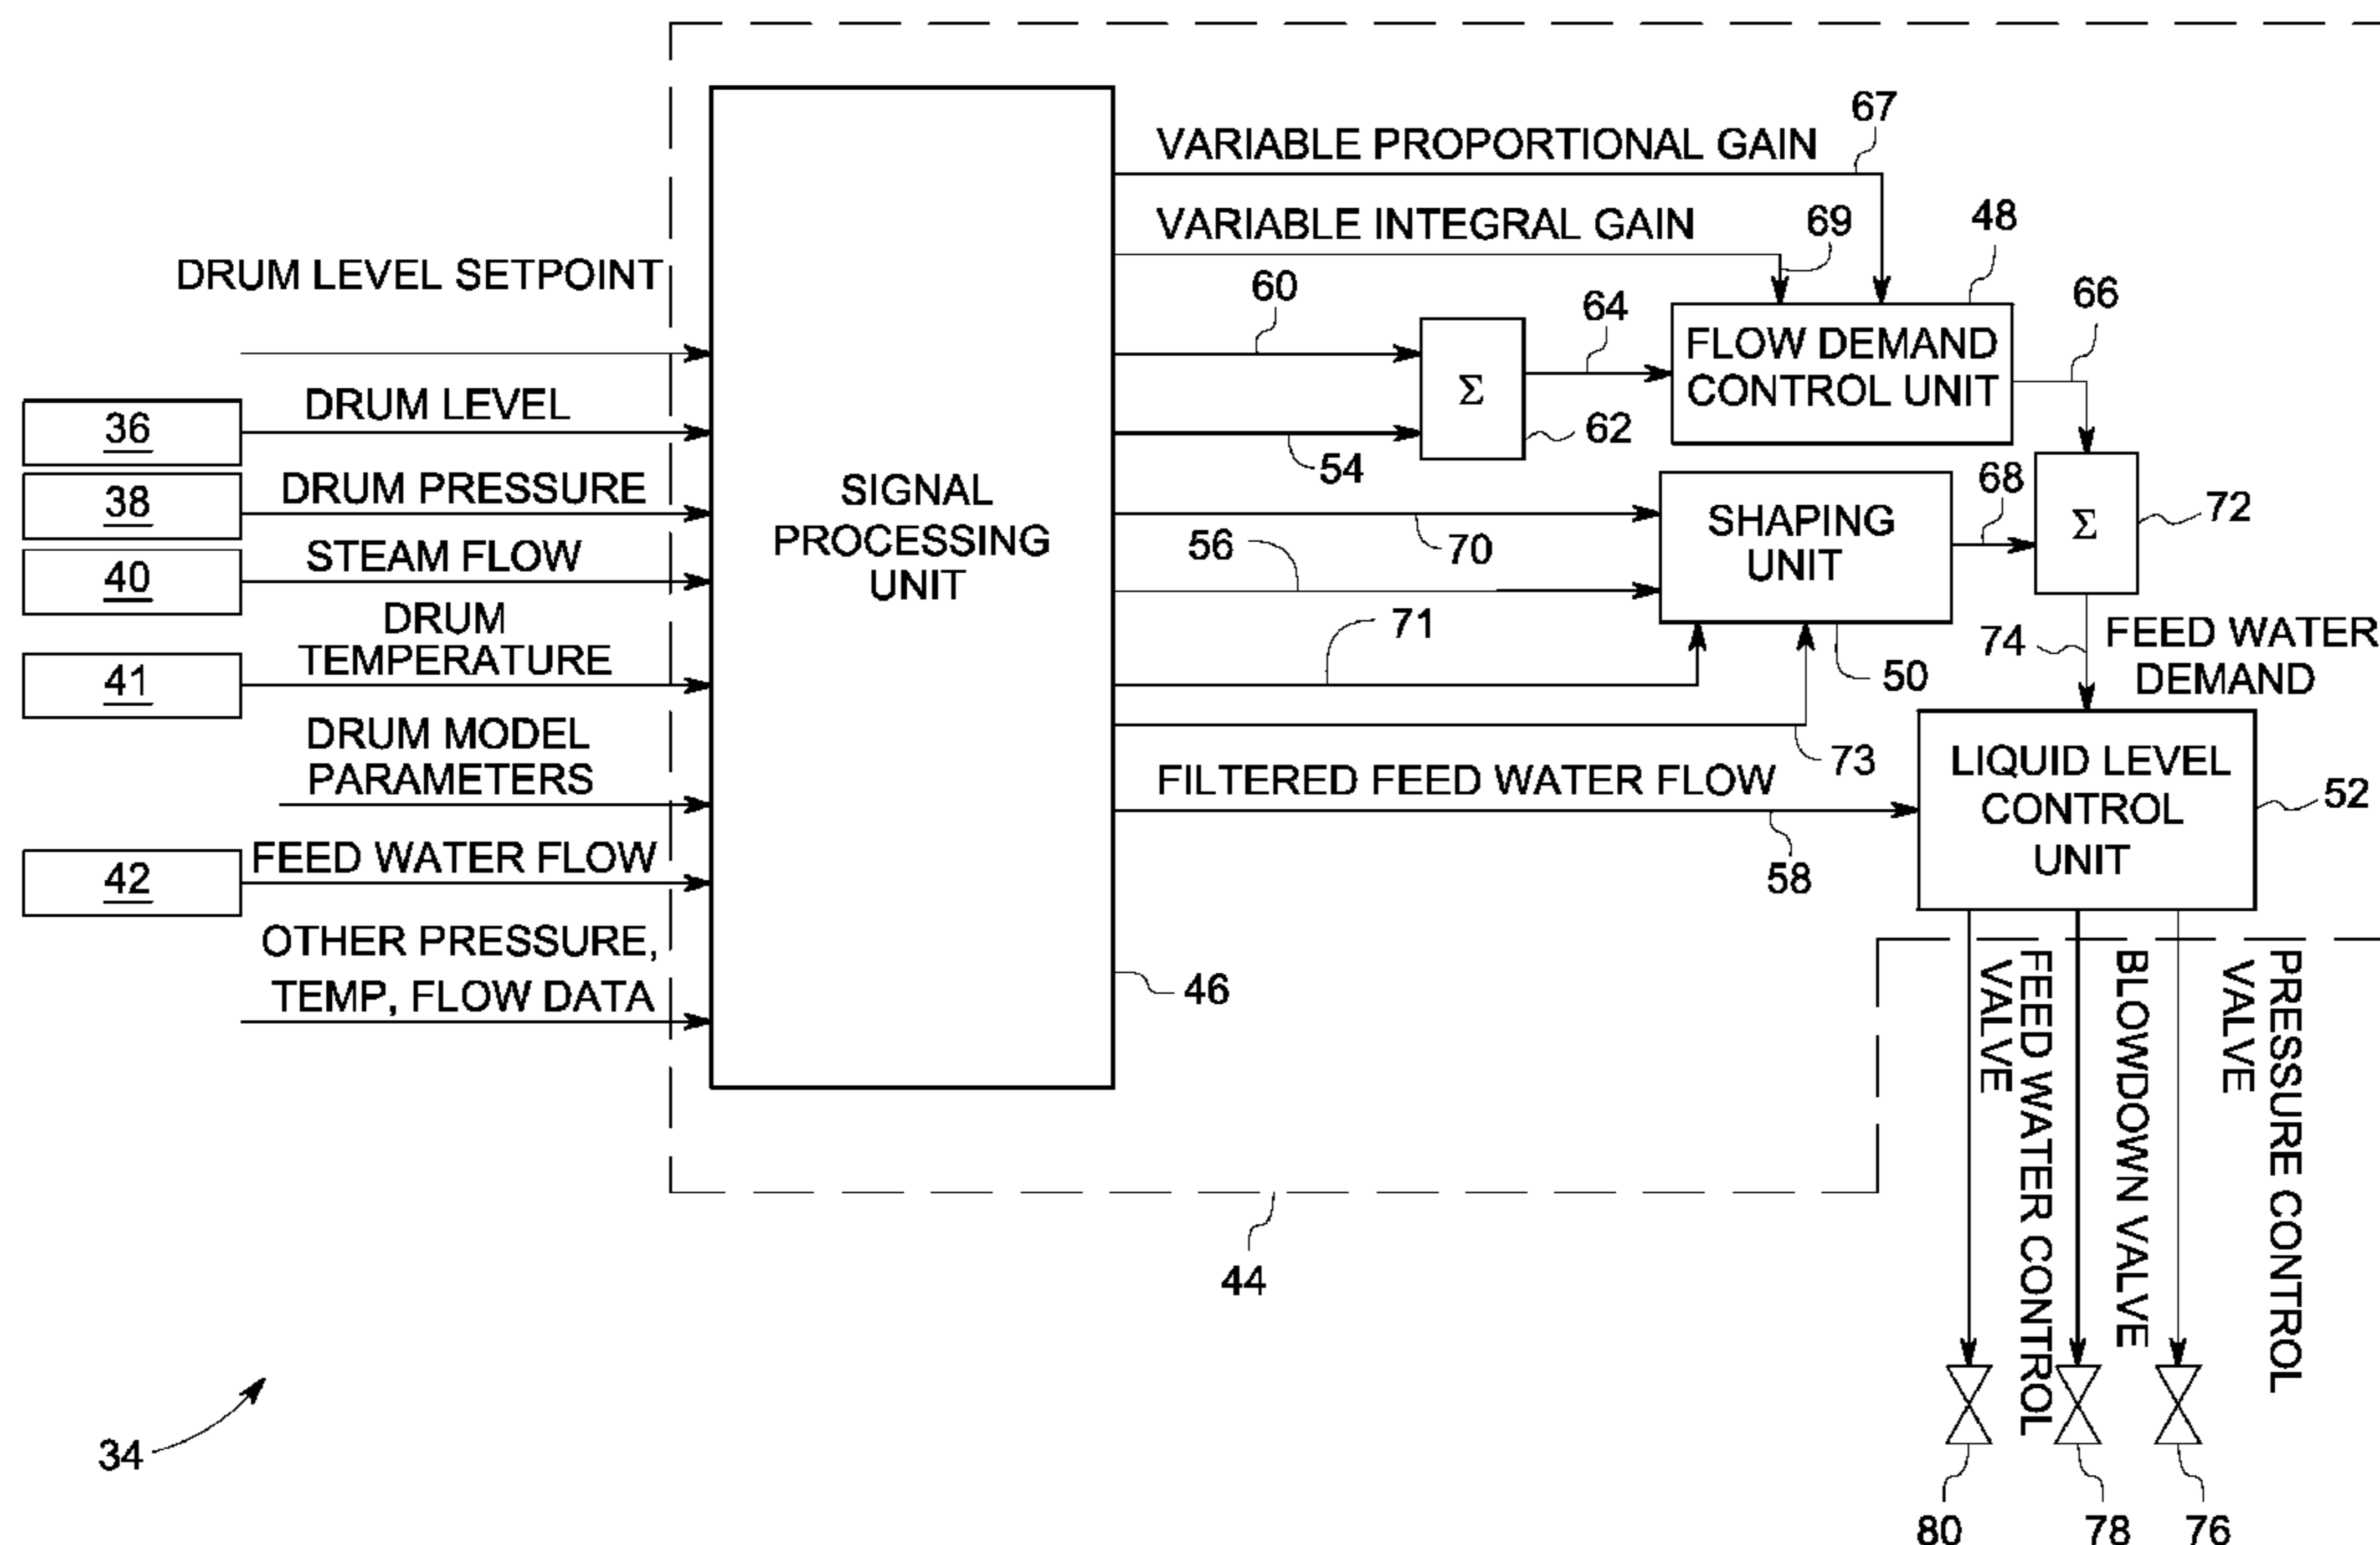 67
VARIABLE PROPORTIONAL GAIN
VARIABLE INTEGRAL GAIN
69
48
DRUM LEVEL SETPOINT
60
64
66
FLOW DEMAND
CONTROL UNIT
Σ
62
54
36
DRUM LEVEL
38
DRUM PRESSURE
SIGNAL
PROCESSING
UNIT
70
56
SHAPING
UNIT
68
Σ
72
40
STEAM FLOW
DRUM
TEMPERATURE
41
71
50
74
FEED WATER
DEMAND
DRUM MODEL
PARAMETERS
73
FILTERED FEED WATER FLOW
58
LIQUID LEVEL
CONTROL
UNIT
52
42
FEED WATER FLOW
OTHER PRESSURE,
TEMP, FLOW DATA
46
44
FEED WATER CONTROL
VALVE
BLOWDOWN VALVE
PRESSURE CONTROL
VALVE
34
80
78
76